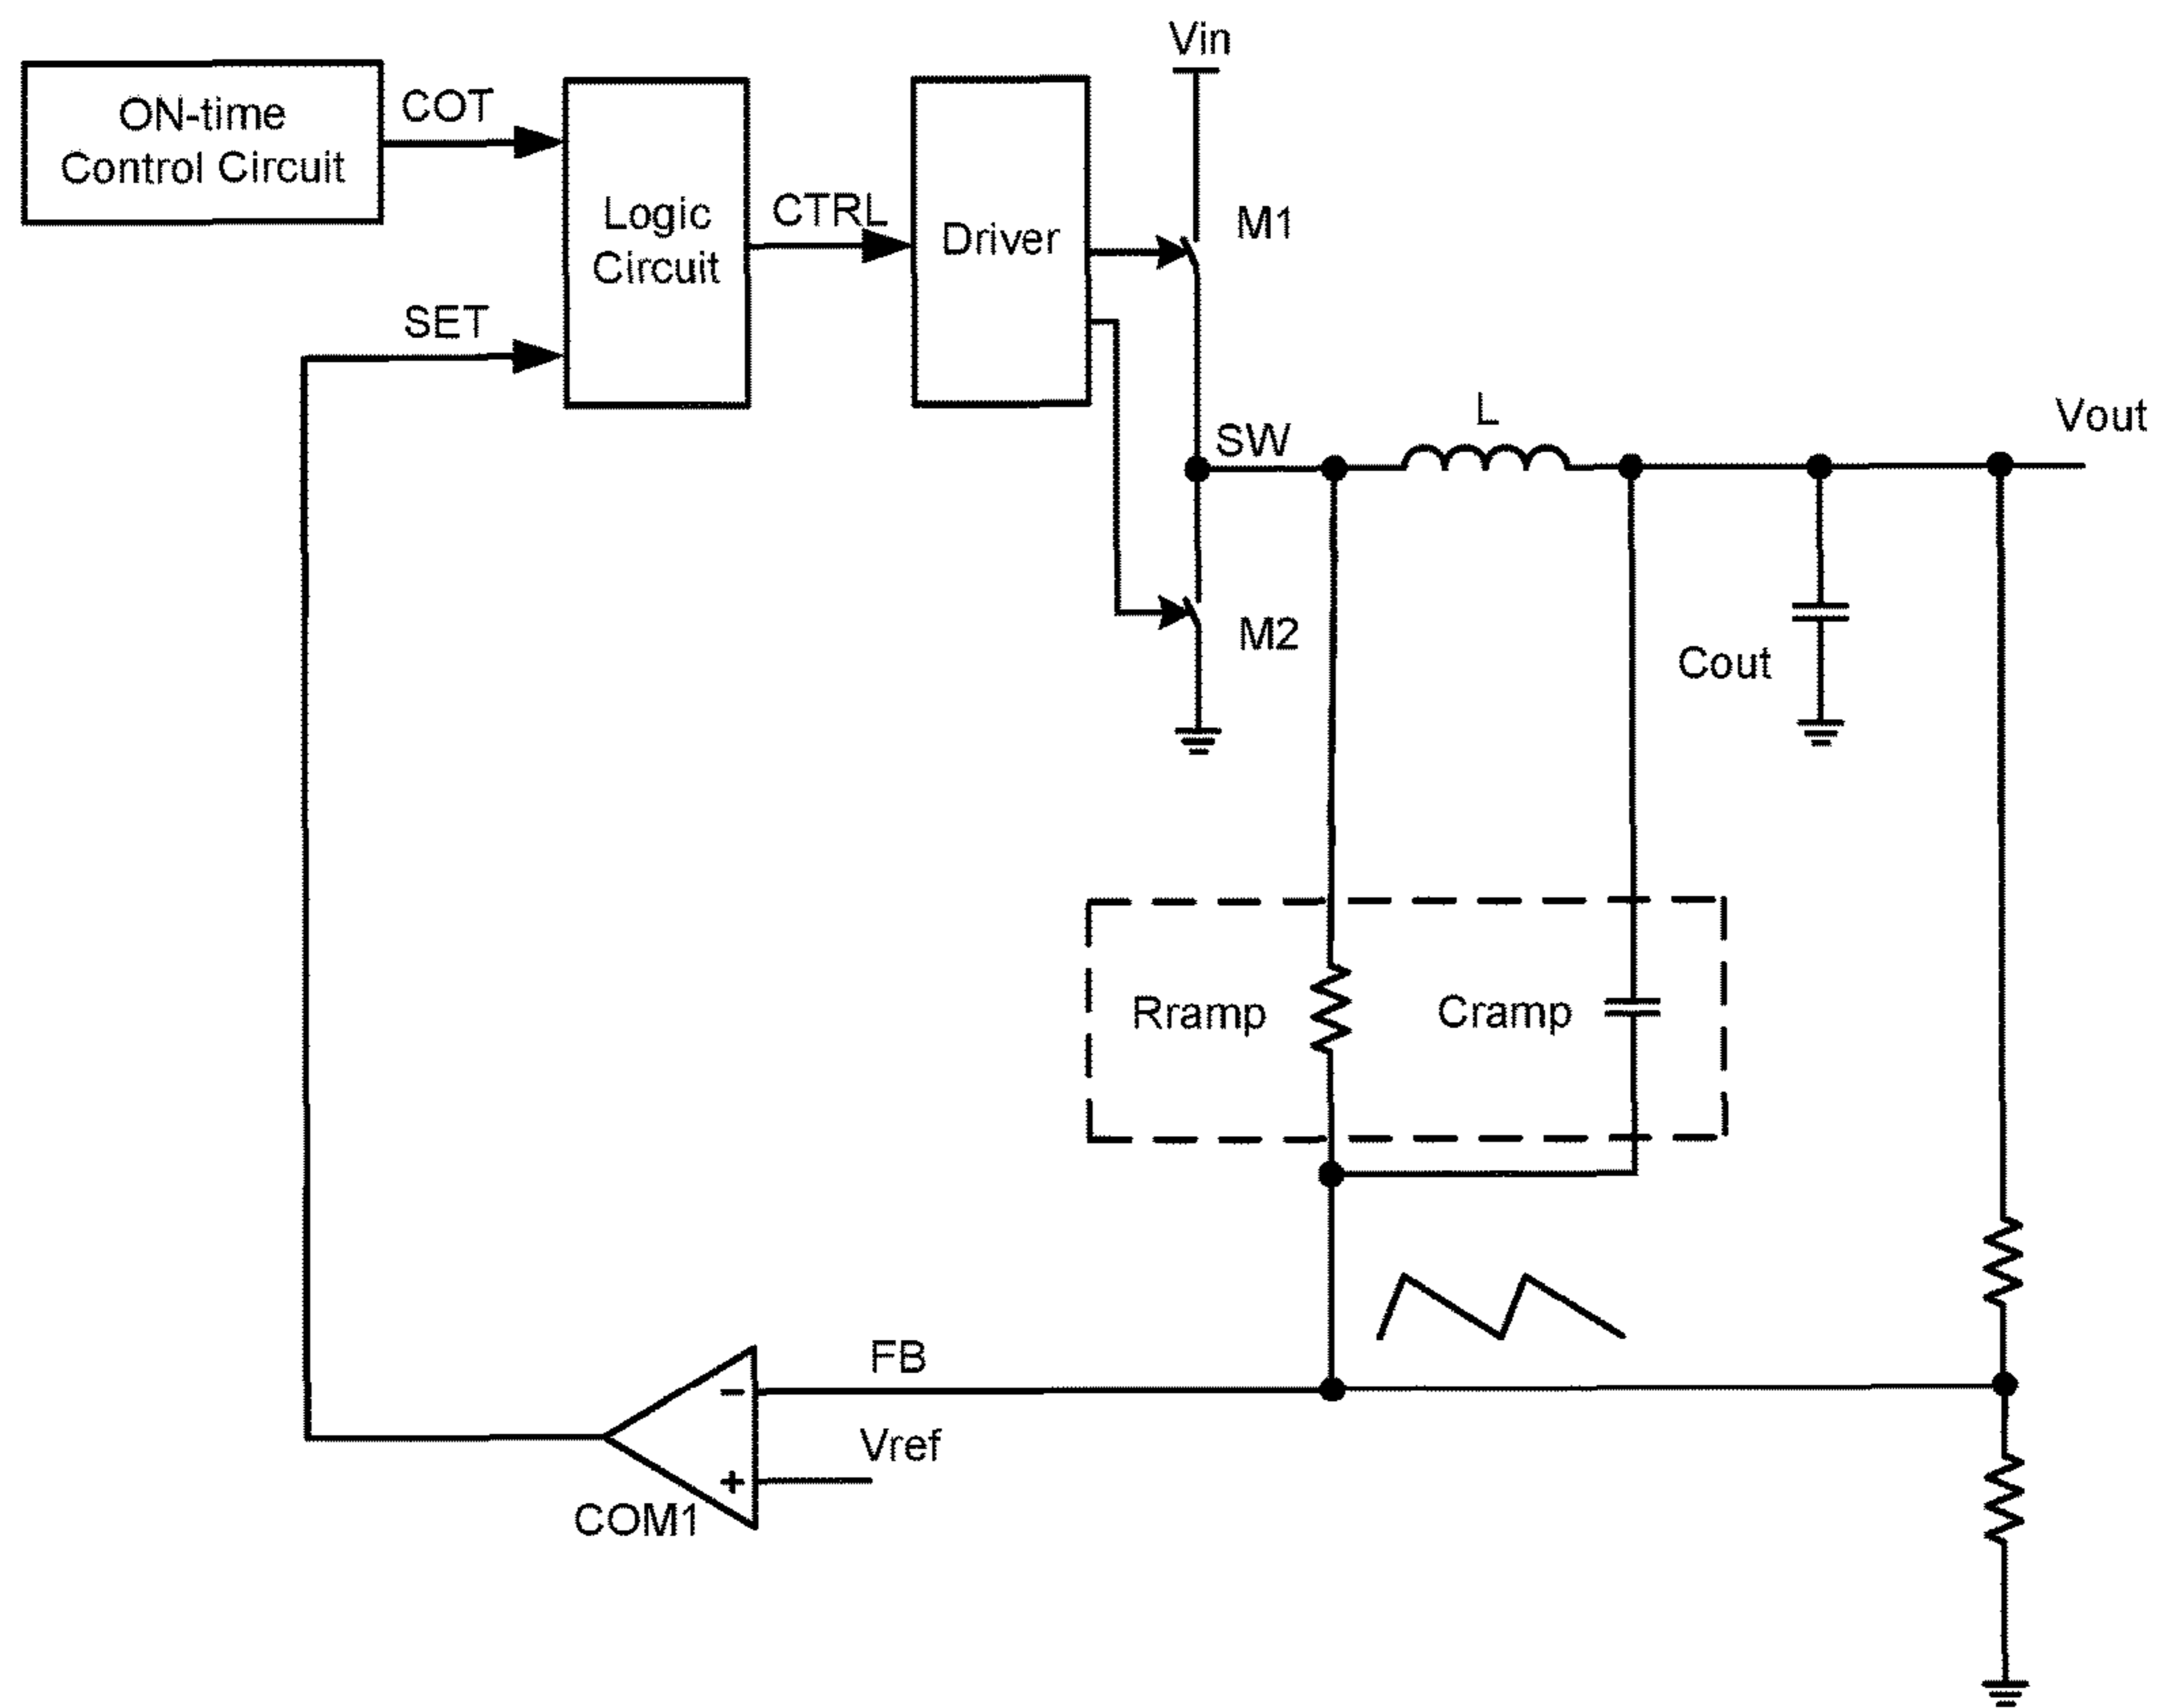 Vin
ON-time
Control Circuit
COT
Logic
Circuit
CTRL
Driver
M1
SET
SW
L
Vout
M2
Cout
Rramp
Cramp
FB
Vref
COM1
−
+